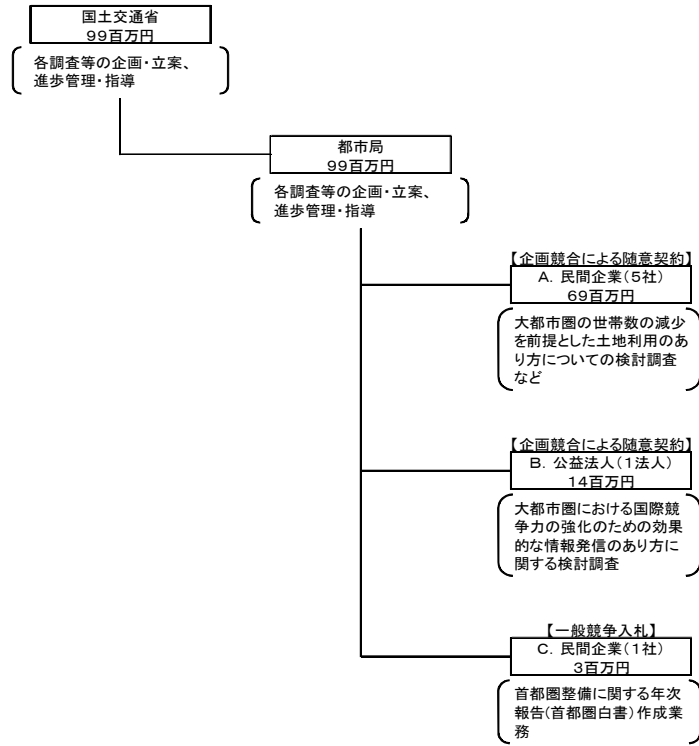 国土交通省
99百万円
各調査等の企画・立案、
進歩管理・指導
都市局
99百万円
各調査等の企画・立案、
進歩管理・指導
【企画競合による随意契約】
A．民間企業（５社）
69百万円
大都市圏の世帯数の減少
を前提とした土地利用のあ
り方についての検討調査
など
【企画競合による随意契約】
B．公益法人（１法人）
14百万円
大都市圏における国際競
争力の強化のための効果
的な情報発信のあり方に
関する検討調査
【一般競争入札】
C．民間企業（１社）
3百万円
首都圏整備に関する年次
報告(首都圏白書)作成業
務